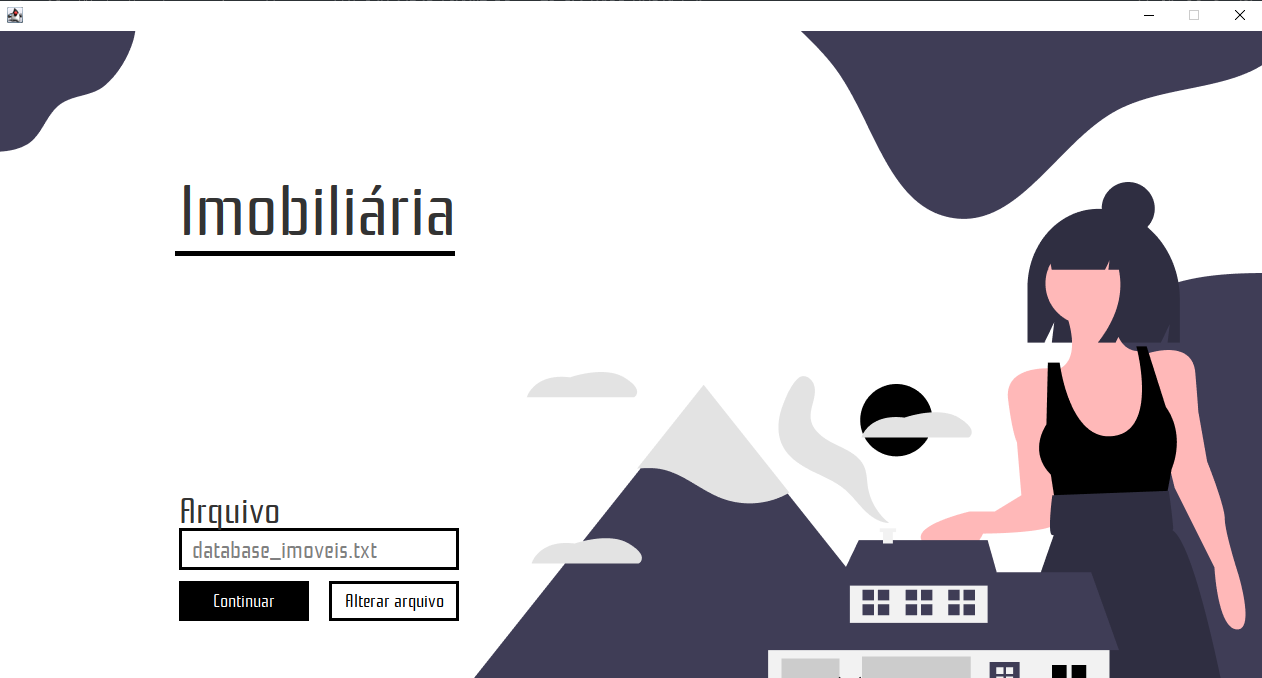 Imobiliária
Arquivo
database_imoveis.txt
Continuar
Alterar arquivo